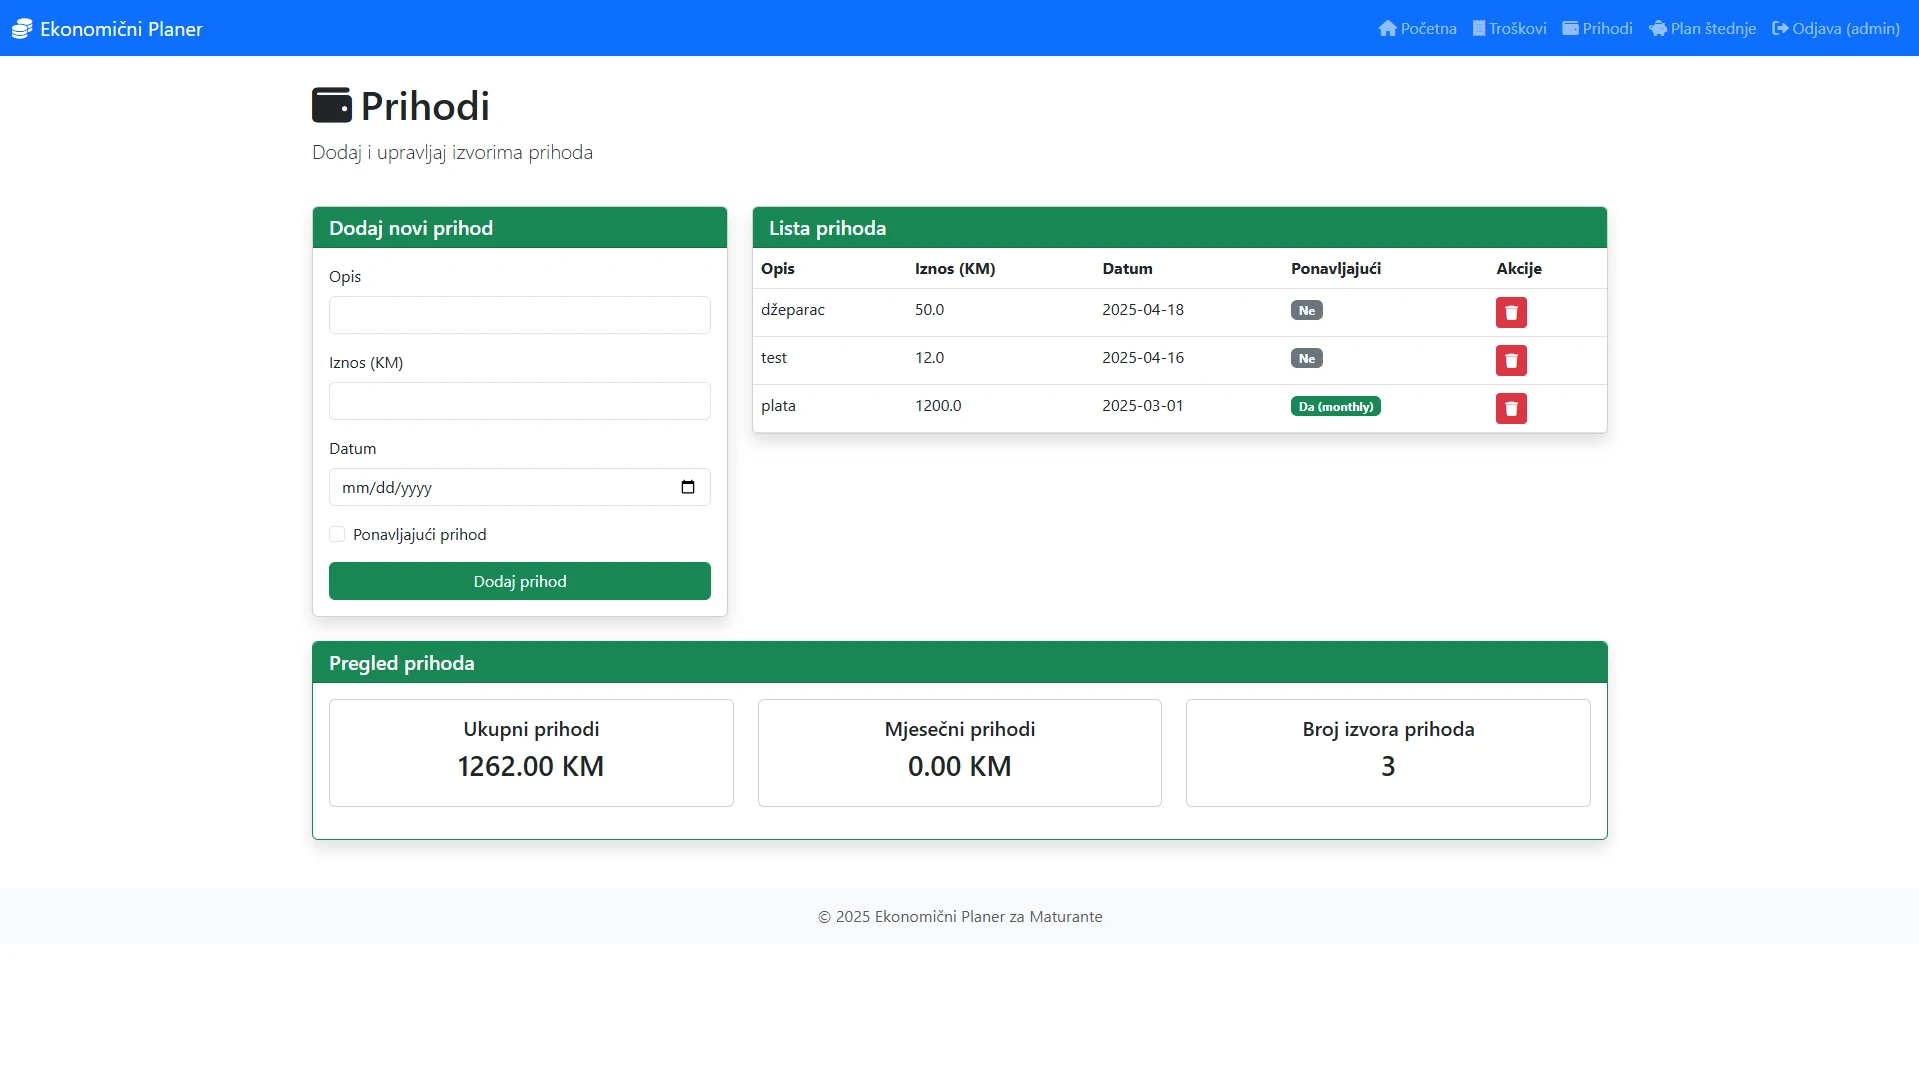 Ekonomični Planer
Početna Troškovi Prihodi Plan štednje Odjava (admin)
Prihodi
Dodaj i upravljaj izvorima prihoda
Dodaj novi prihod
Opis
Iznos (KM)
Datum
mm/dd/yyyy
Ponavljajući prihod
Dodaj prihod
Lista prihoda
Opis Iznos (KM) Datum Ponavljajući Akcije
džeparac 50.0 2025-04-18 Ne
test 12.0 2025-04-16 Ne
plata 1200.0 2025-03-01 Da (monthly)
Pregled prihoda
Ukupni prihodi
1262.00 KM
Mjesečni prihodi
0.00 KM
Broj izvora prihoda
3
© 2025 Ekonomični Planer za Maturante